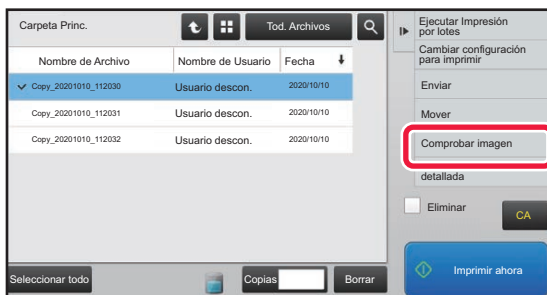 Carpeta Princ.
Tod. Archivos
Nombre de Archivo
Nombre de Usuario
Fecha
Copy_20201010_112030
Usuario descon.
2020/10/10
Copy_20201010_112031
Usuario descon.
2020/10/10
Copy_20201010_112032
Usuario descon.
2020/10/10
Seleccionar todo
Copias
Borrar
Ejecutar Impresión
por lotes
Cambiar configuración
para imprimir
Enviar
Mover
Comprobar imagen
detallada
Eliminar
CA
Imprimir ahora